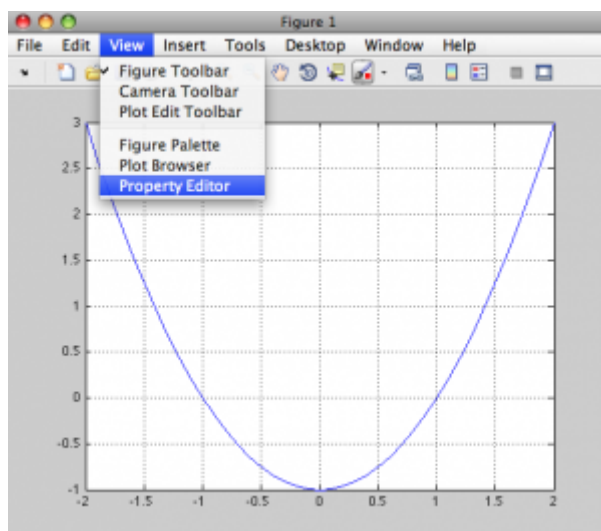 Figure 1
File Edit View Insert Tools Desktop Window Help
Figure Toolbar
Camera Toolbar
Plot Edit Toolbar
Figure Palette
Plot Browser
Property Editor
3
2.5
2
1.5
1
0.5
0
-0.5
-1
-2 -1.5 -1 -0.5 0 0.5 1 1.5 2